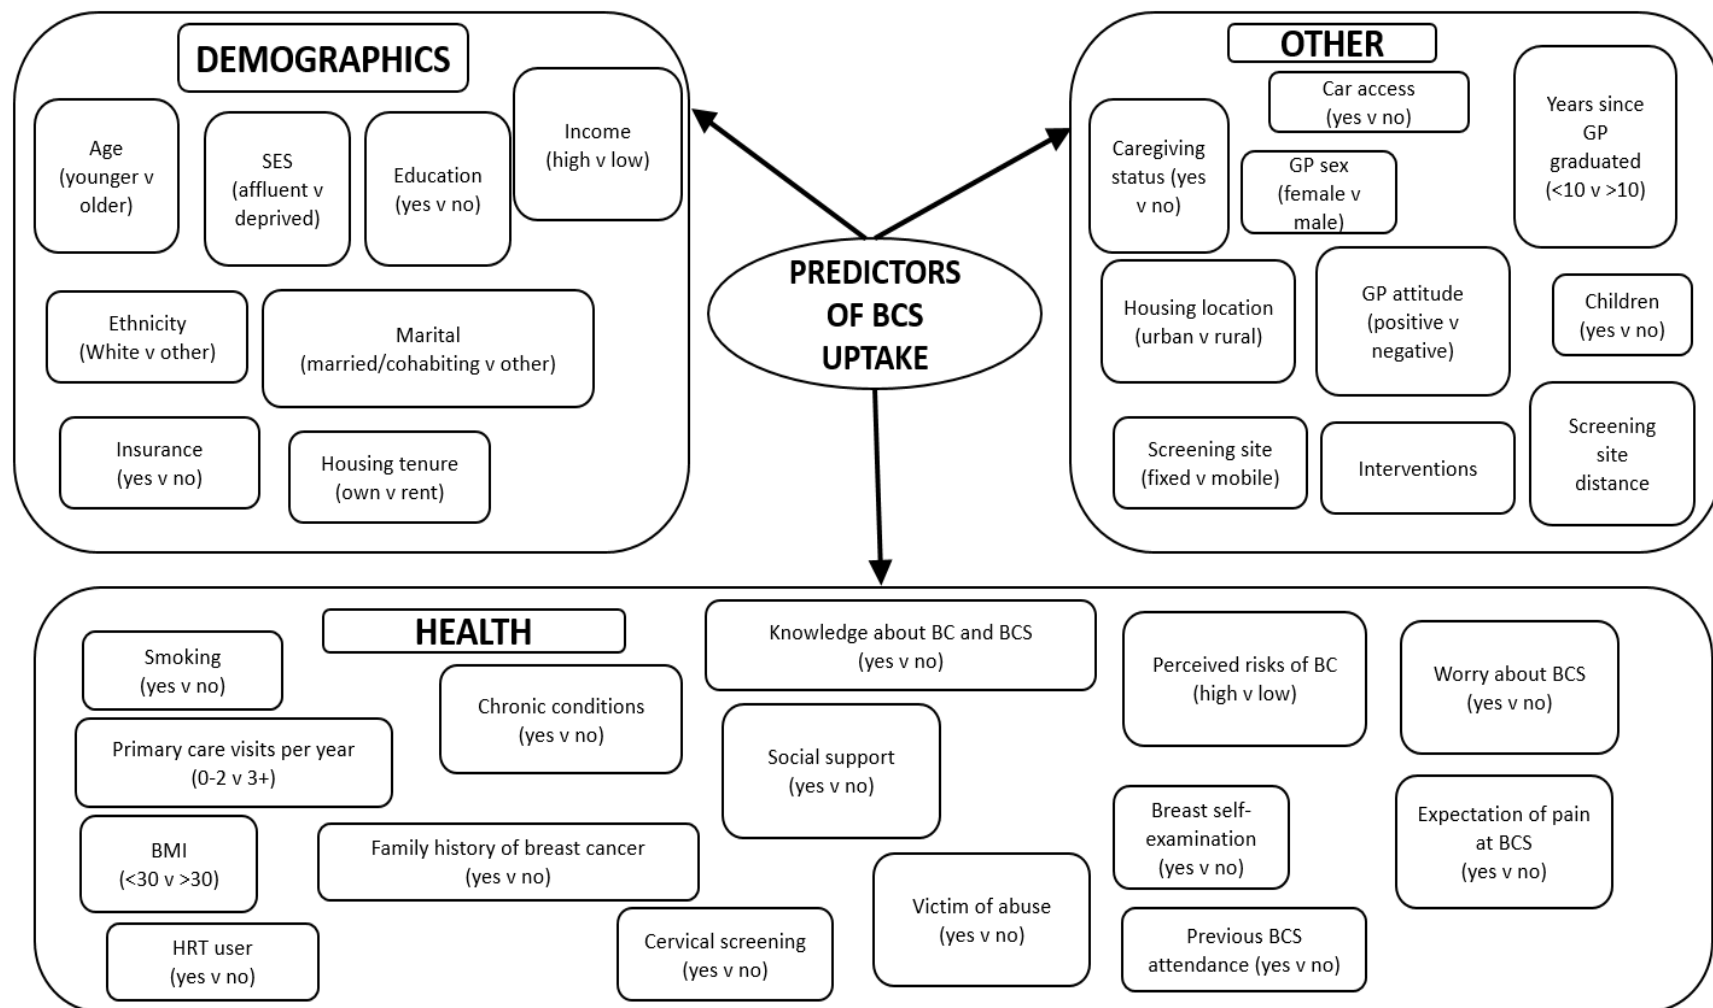 DEMOGRAPHICS
Age
(younger v
older)
SES
(affluent v
deprived)
Education
(yes v no)
Income
(high v low)
Ethnicity
(White v other)
Marital
(married/cohabiting v other)
Insurance
(yes v no)
Housing tenure
(own v rent)
PREDICTORS
OF BCS
UPTAKE
OTHER
Car access
(yes v no)
Years since
GP
graduated
(<10 v >10)
Caregiving
status (yes
v no)
GP sex
(female v
male)
Housing location
(urban v rural)
GP attitude
(positive v
negative)
Children
(yes v no)
Screening site
(fixed v mobile)
Interventions
Screening
site
distance
HEALTH
Smoking
(yes v no)
Chronic conditions
(yes v no)
Knowledge about BC and BCS
(yes v no)
Perceived risks of BC
(high v low)
Worry about BCS
(yes v no)
Primary care visits per year
(0-2 v 3+)
Social support
(yes v no)
BMI
(<30 v >30)
Family history of breast cancer
(yes v no)
Breast self-
examination
(yes v no)
Expectation of pain
at BCS
(yes v no)
HRT user
(yes v no)
Cervical screening
(yes v no)
Victim of abuse
(yes v no)
Previous BCS
attendance (yes v no)